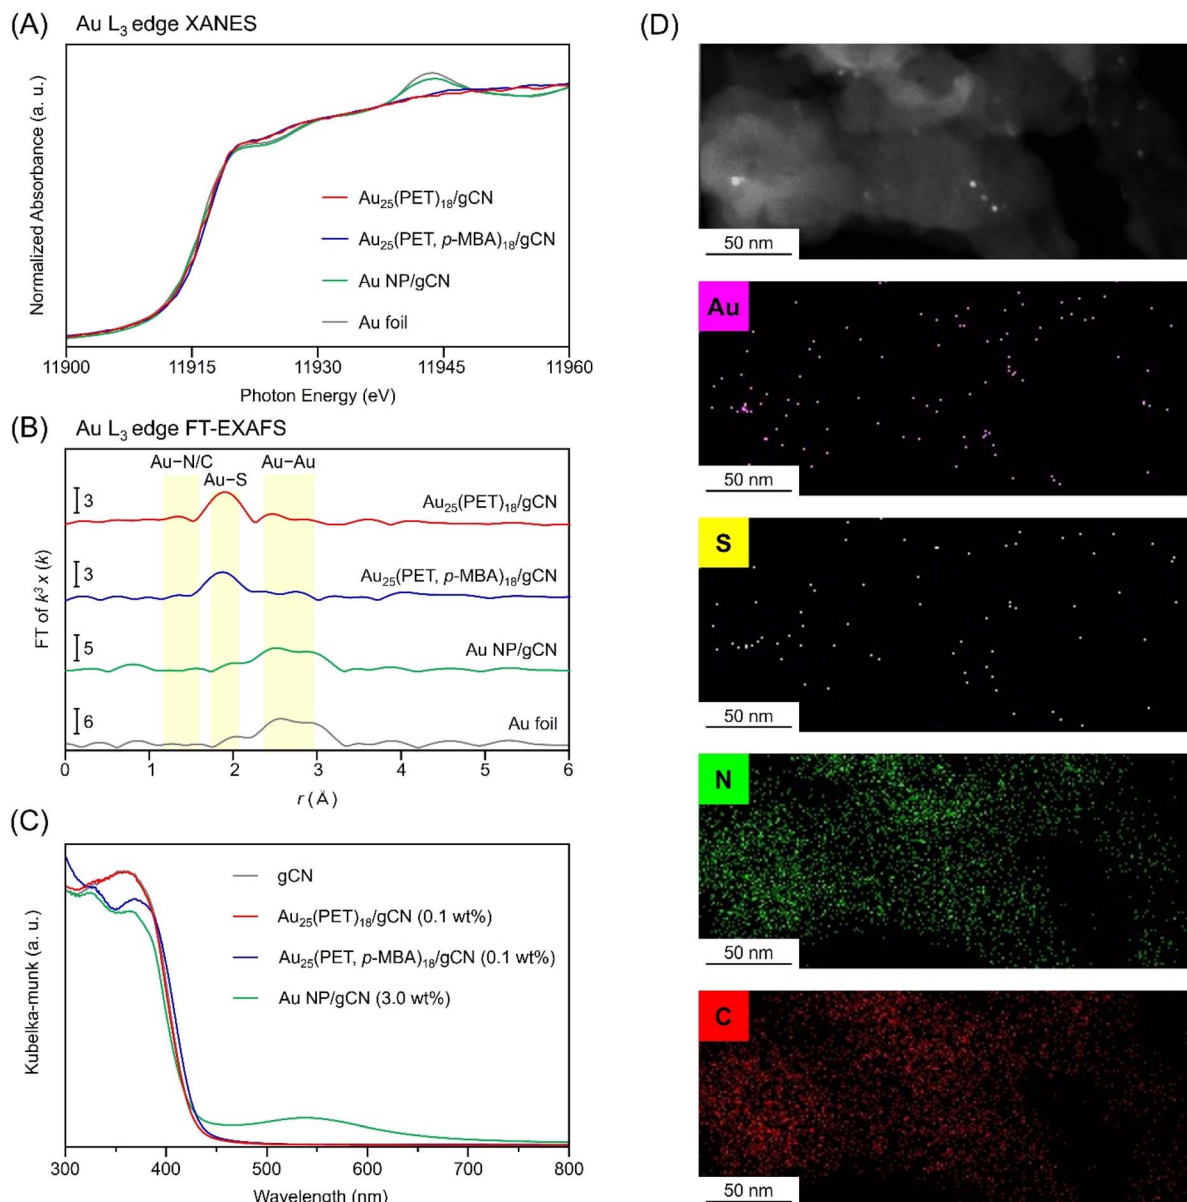 (A) Au L₃ edge XANES
Normalized Absorbance (a. u.)
Au₂₅(PET)₁₈/gCN
Au₂₅(PET, p-MBA)₁₈/gCN
Au NP/gCN
Au foil
11900 11915 11930 11945 11960
Photon Energy (eV)
(B) Au L₃ edge FT-EXAFS
Au−N/C Au−Au
Au−S
3 Au₂₅(PET)₁₈/gCN
3 Au₂₅(PET, p-MBA)₁₈/gCN
5 Au NP/gCN
6 Au foil
FT of k³ x (k)
0 1 2 3 4 5 6
r (Å)
(C)
gCN
Au₂₅(PET)₁₈/gCN (0.1 wt%)
Au₂₅(PET, p-MBA)₁₈/gCN (0.1 wt%)
Au NP/gCN (3.0 wt%)
Kubelka-munk (a. u.)
300 400 500 600 700 800
Wavelength (nm)
(D)
50 nm
Au
50 nm
S
50 nm
N
50 nm
C
50 nm